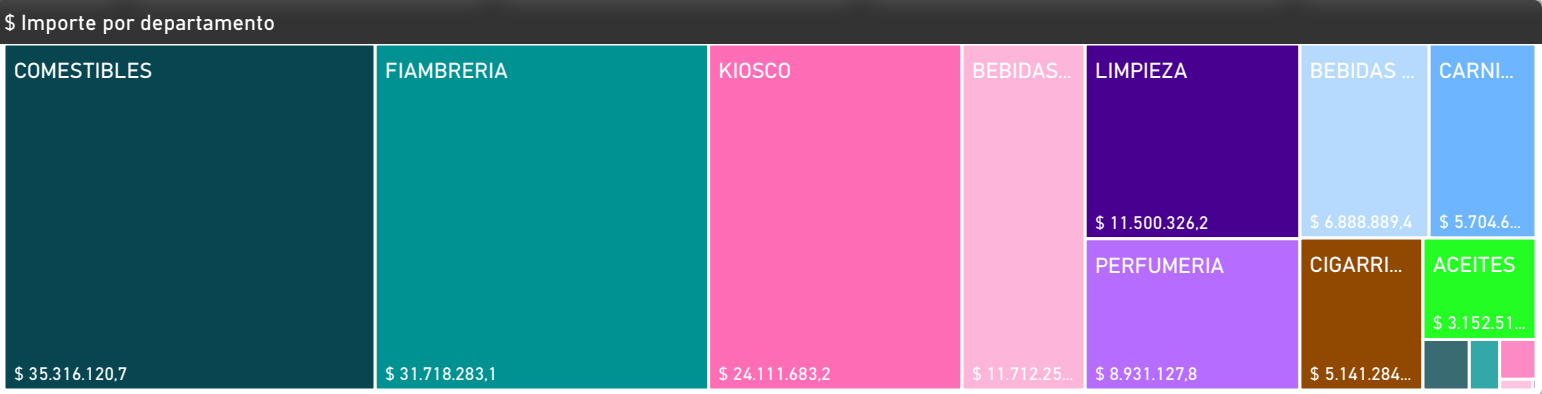 $ Importe por departamento
COMESTIBLES
$ 35.316.120,7
FIAMBRERIA
$ 31.718.283,1
KIOSCO
$ 24.111.683,2
BEBIDAS...
$ 11.712.25...
LIMPIEZA
$ 11.500.326,2
PERFUMERIA
$ 8.931.127,8
BEBIDAS ...
$ 6.888.889,4
CARNI...
$ 5.704.6...
CIGARRI...
$ 5.141.284...
ACEITES
$ 3.152.51...